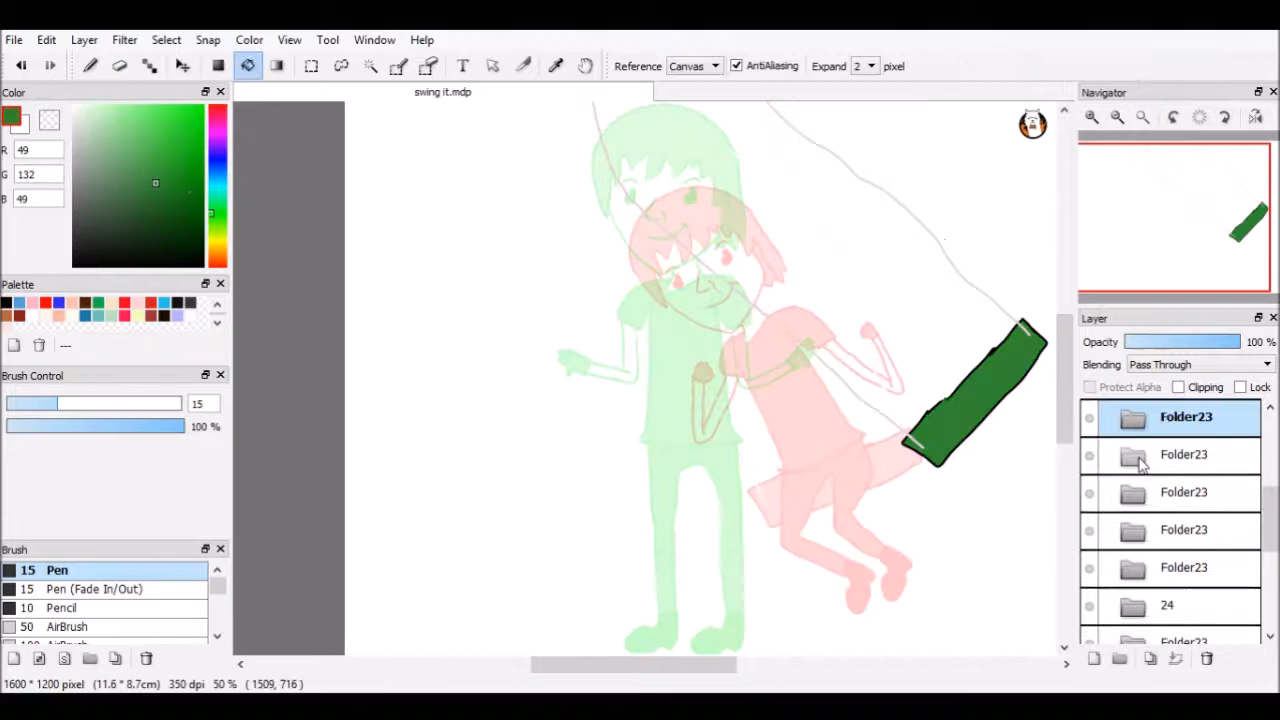 File Edit Layer Filter Select Snap Color View Tool Window Help
Reference Canvas AntiAliasing Expand 2 pixel
Color
swing it.mdp
Navigator
R 49
G 132
B 49
Palette
---
Layer
Opacity 100 %
Blending Pass Through
Protect Alpha Clipping Lock
Brush Control
15
100 %
Folder23
Folder23
Folder23
Folder23
Folder23
24
Folder23
Brush
15 Pen
15 Pen (Fade In/Out)
10 Pencil
50 AirBrush
100 AirBrush
1600 * 1200 pixel (11.6 * 8.7cm) 350 dpi 50 % ( 1509, 716 )